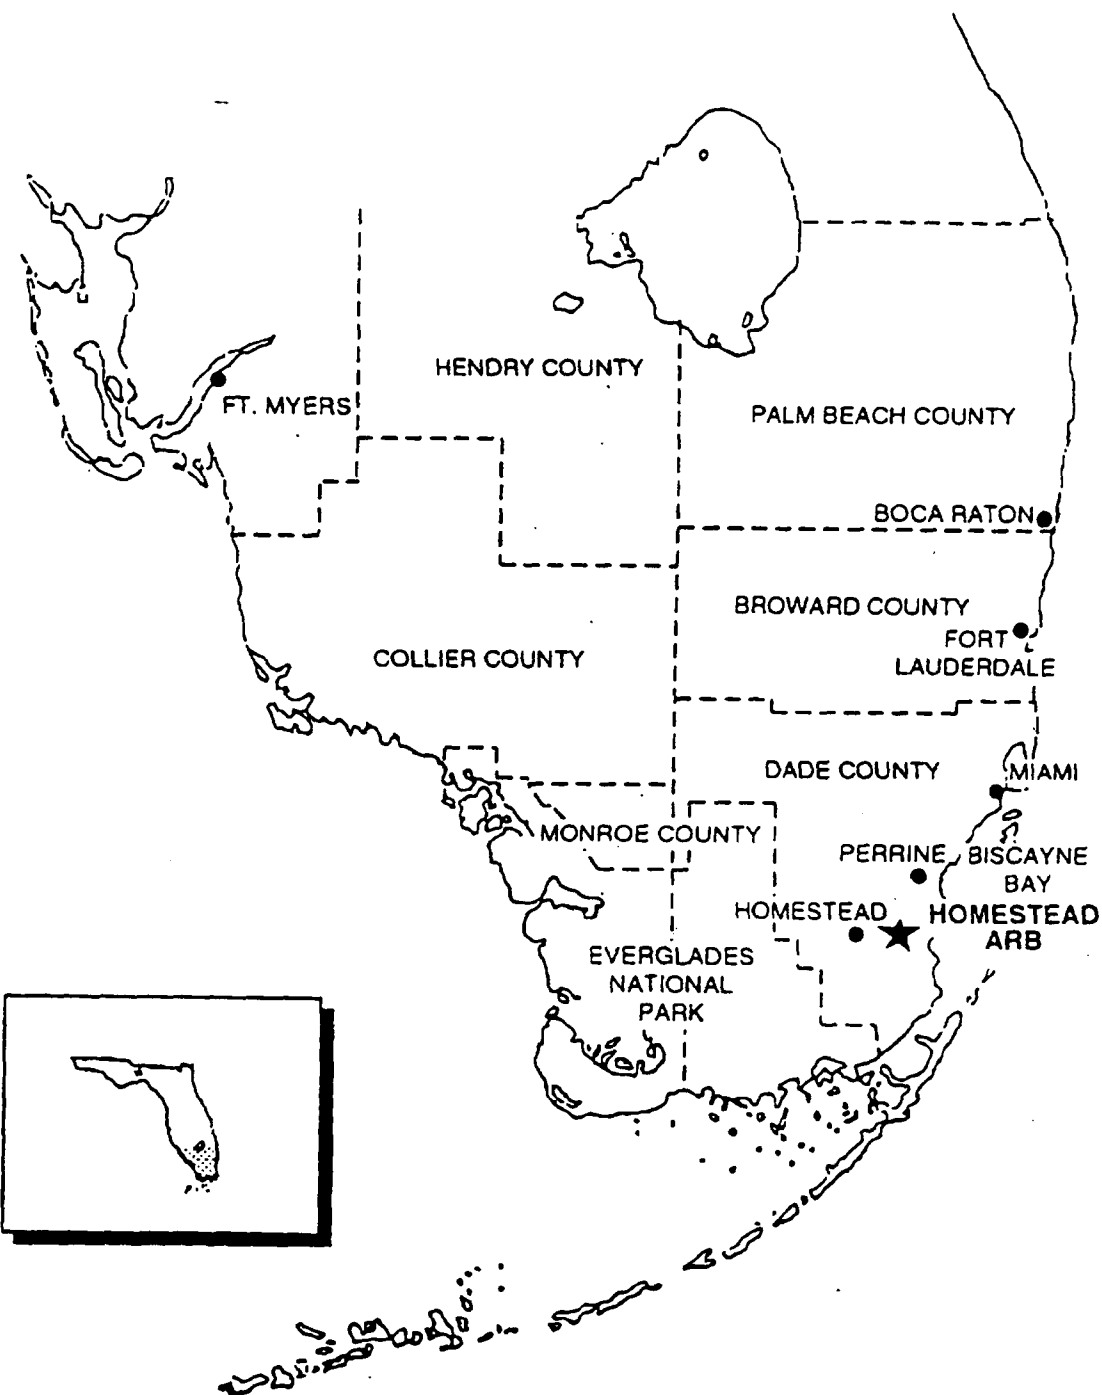 HENDRY COUNTY
FT. MYERS
PALM BEACH COUNTY
BOCA RATON
BROWARD COUNTY
FORT
LAUDERDALE
COLLIER COUNTY
DADE COUNTY
MIAMI
MONROE COUNTY
PERRINE
BISCAYNE
BAY
HOMESTEAD
HOMESTEAD
ARB
EVERGLADES
NATIONAL
PARK